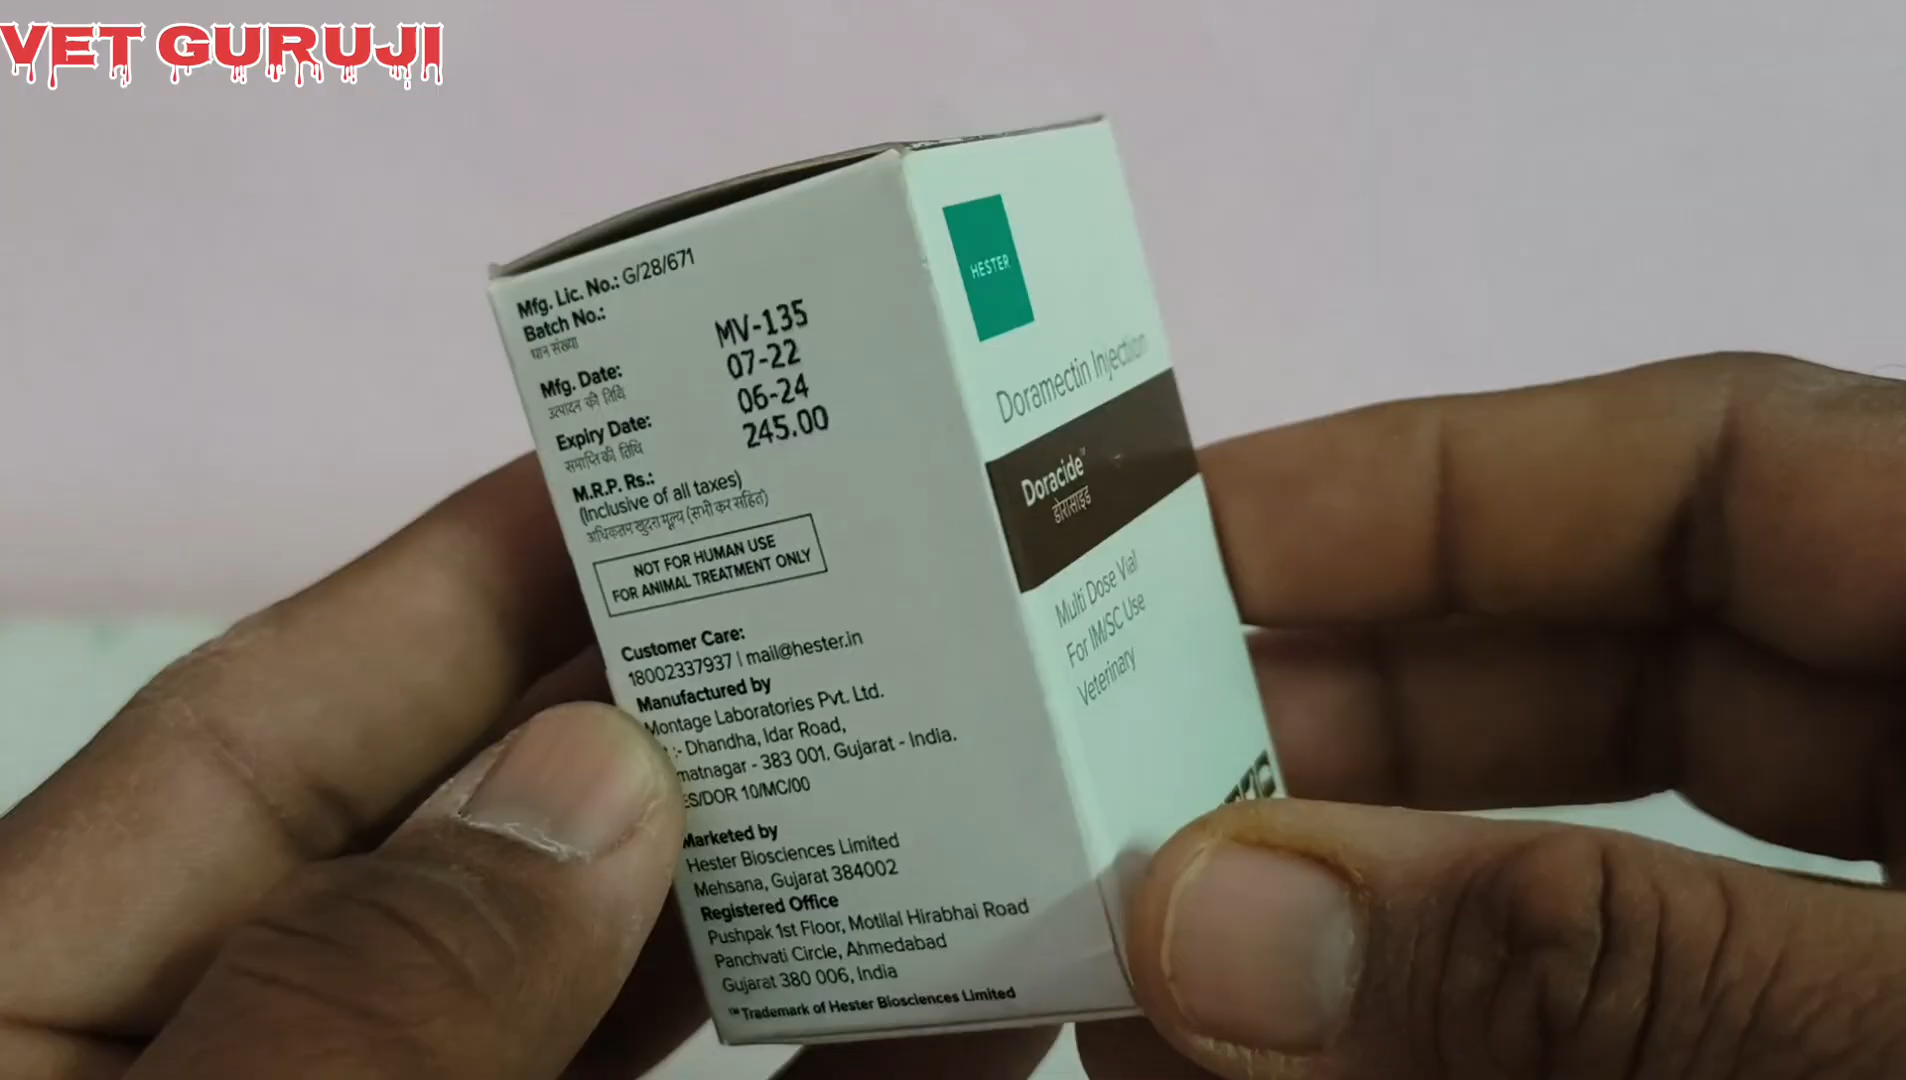 VET GURUJI
Mfg. Lic. No.: G/28/671
Batch No.: MV-135
घान संख्या
Mfg. Date: 07-22
उत्पादन की तिथि
Expiry Date: 06-24
समाप्ति की तिथि
M.R.P. Rs.: 245.00
(Inclusive of all taxes)
अधिकतम खुदरा मूल्य (सभी कर सहित)
NOT FOR HUMAN USE
FOR ANIMAL TREATMENT ONLY
Customer Care:
18002337937 | mail@hester.in
Manufactured by
Montage Laboratories Pvt. Ltd.
:- Dhandha, Idar Road,
matnagar - 383 001. Gujarat - India.
ES/DOR 10/MC/00
Marketed by
Hester Biosciences Limited
Mehsana, Gujarat 384002
Registered Office
Pushpak 1st Floor, Motilal Hirabhai Road
Panchvati Circle, Ahmedabad
Gujarat 380 006, India
™Trademark of Hester Biosciences Limited
HESTER
Doramectin Injection
Doracide™
डोरासाइड
Multi Dose Vial
For IM/SC Use
Veterinary